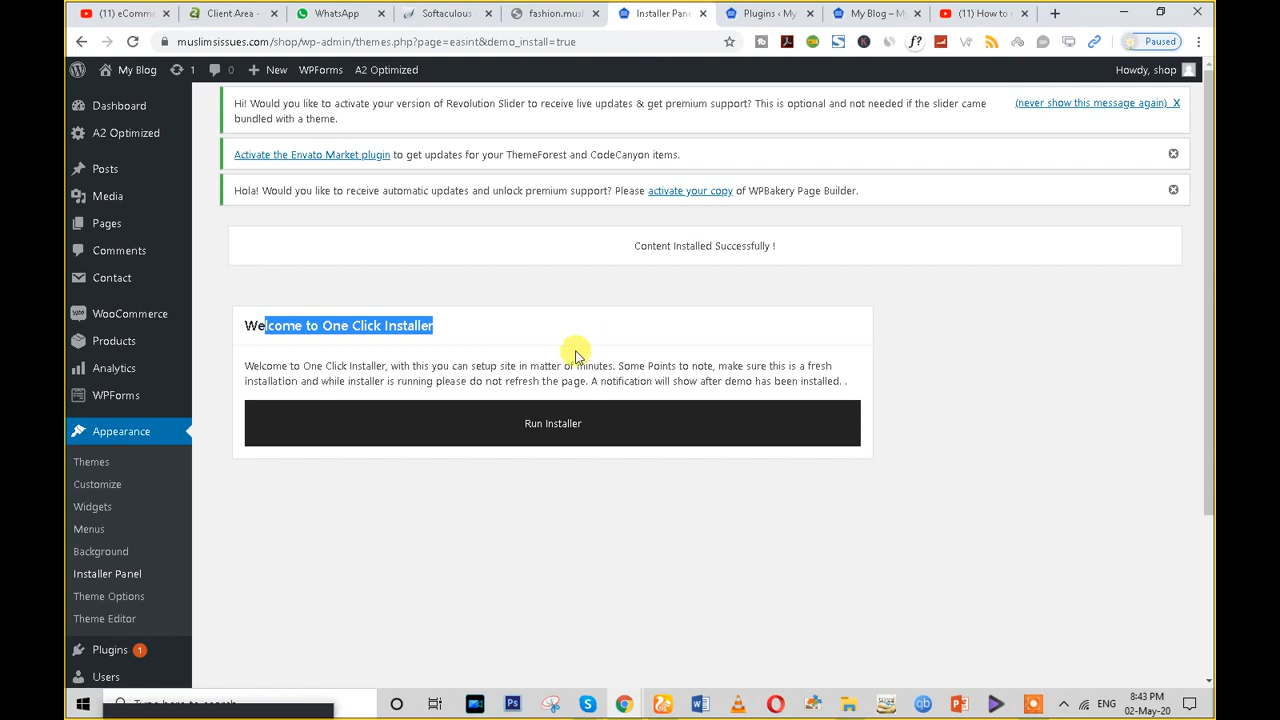 (11) eComm
Client Area -
WhatsApp
Softaculous
fashion.mus
Installer Pan
Plugins ‹ My
My Blog – M
(11) How to
muslimsissues.com/shop/wp-admin/themes.php?page=asint&demo_install=true
Paused
My Blog 1 0 New WPForms A2 Optimized Howdy, shop
Dashboard
A2 Optimized
Posts
Media
Pages
Comments
Contact
WooCommerce
Products
Analytics
WPForms
Appearance
Themes
Customize
Widgets
Menus
Background
Installer Panel
Theme Options
Theme Editor
Plugins 1
Users
Hi! Would you like to activate your version of Revolution Slider to receive live updates & get premium support? This is optional and not needed if the slider came
bundled with a theme.
(never show this message again) X
Activate the Envato Market plugin to get updates for your ThemeForest and CodeCanyon items.
Hola! Would you like to receive automatic updates and unlock premium support? Please activate your copy of WPBakery Page Builder.
Content Installed Successfully !
Welcome to One Click Installer
Welcome to One Click Installer, with this you can setup site in matter of minutes. Some Points to note, make sure this is a fresh
installation and while installer is running please do not refresh the page. A notification will show after demo has been installed. .
Run Installer
Type here to search
ENG
8:43 PM
02-May-20